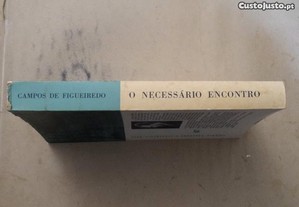 CustoJusto.pt
CAMPOS DE FIGUEIREDO O NECESSÁRIO ENCONTRO